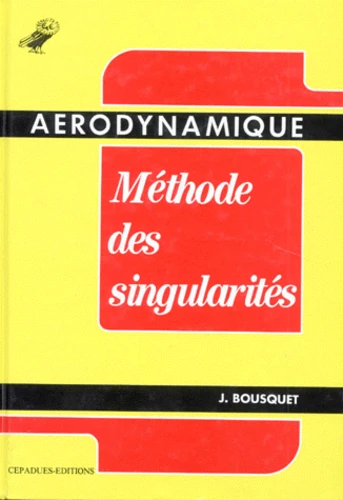 AERODYNAMIQUE
Méthode
des
singularités
J. BOUSQUET
CEPADUES-EDITIONS